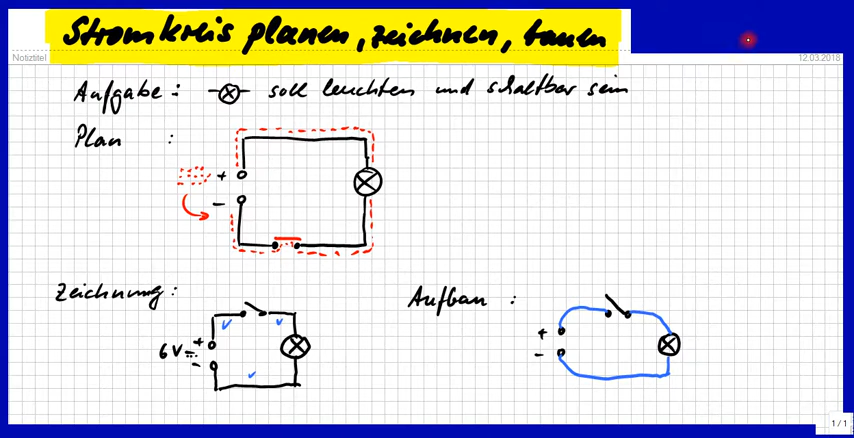 Stromkreis planen, zeichnen, bauen
Notiztitel
12.03.2018
Aufgabe: soll leuchten und schaltbar sein
Plan :
+
-
Zeichnung:
Aufbau :
6V= + -
+
-
1/1